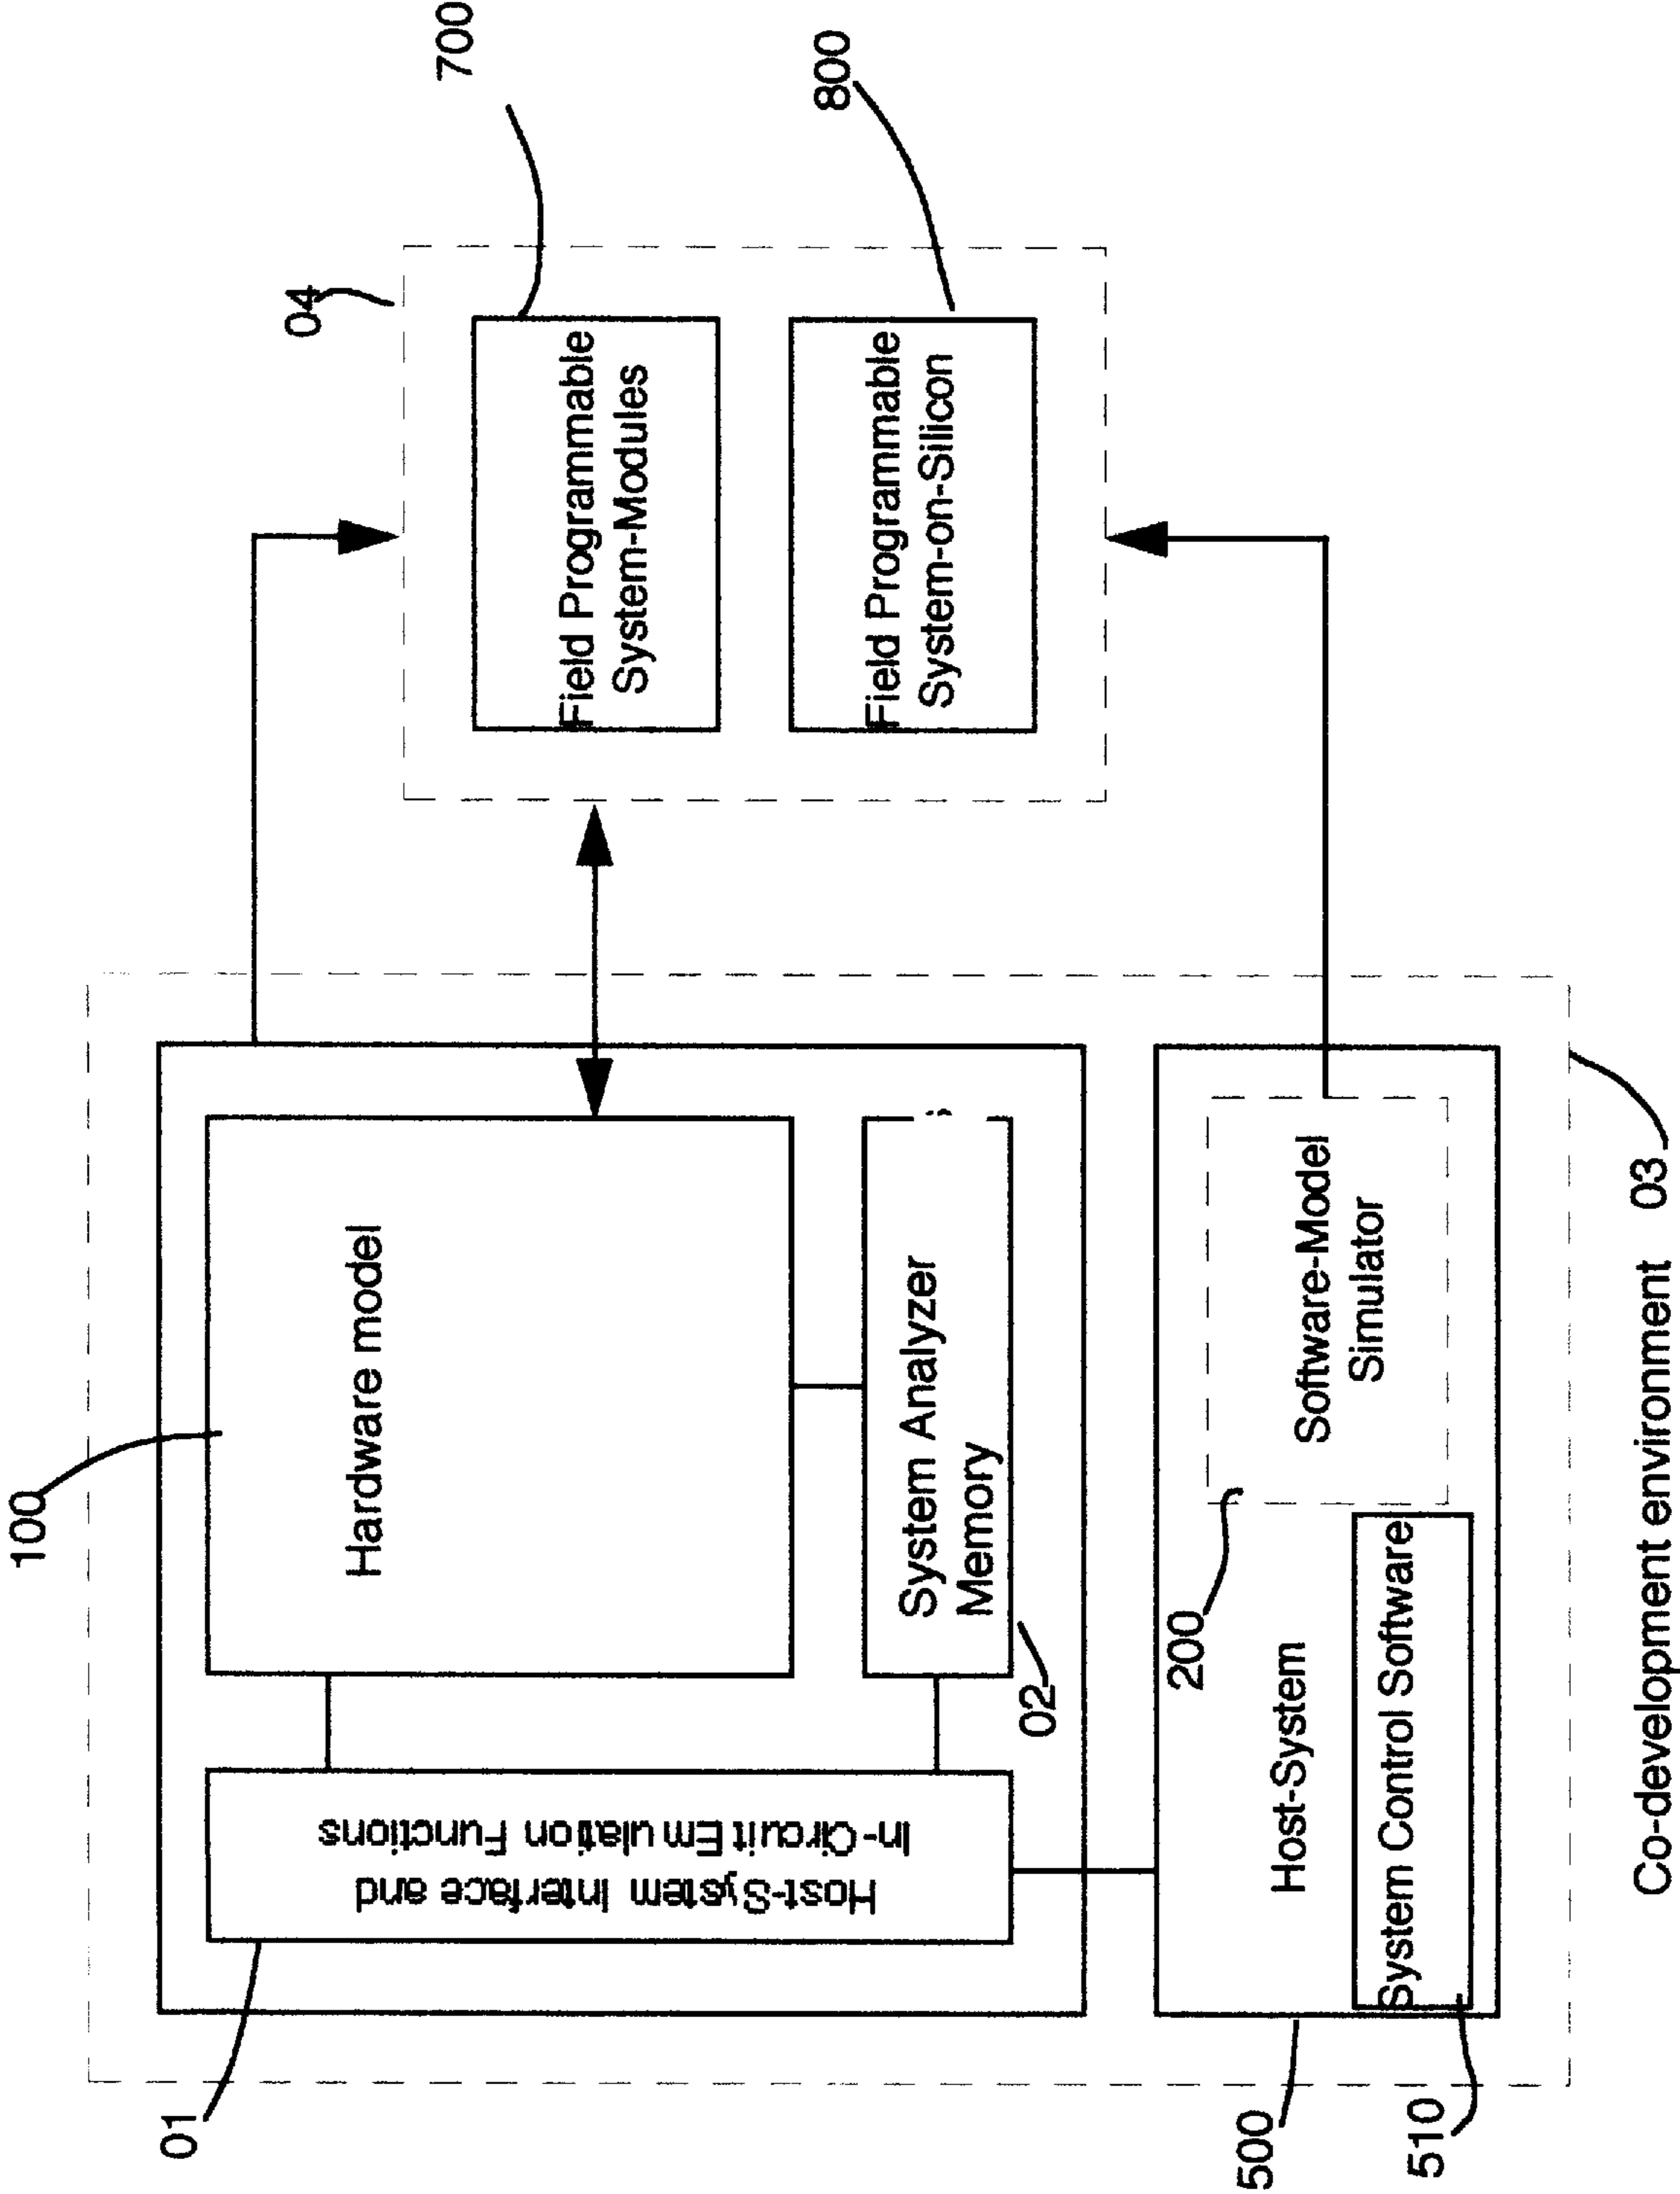 100
Hardware model
01
Host-System Interface and
In-Circuit Emulation Functions
System Analyzer
Memory
02
04
700
Field Programmable
System-Modules
800
Field Programmable
System-on-Silicon
500
Host-System
200
Software-Model
Simulator
510
System Control Software
Co-development environment
03